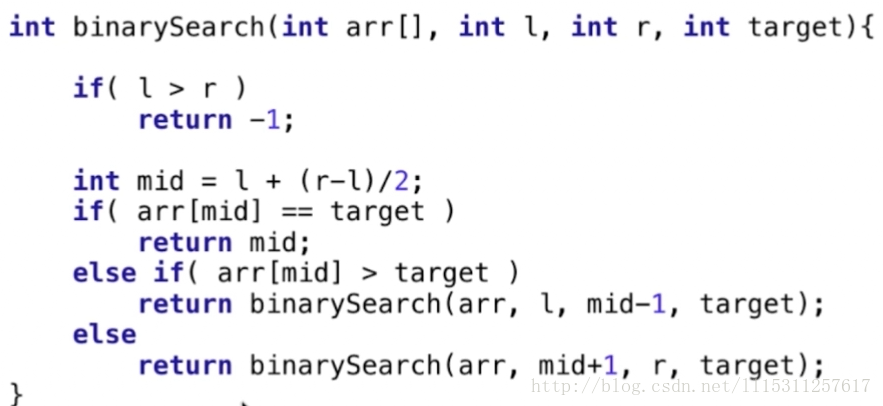 int binarySearch(int arr[], int l, int r, int target){
if( l > r )
return -1;
int mid = l + (r-l)/2;
if( arr[mid] == target )
return mid;
else if( arr[mid] > target )
return binarySearch(arr, l, mid-1, target);
else
return binarySearch(arr, mid+1, r, target);
}
http://blog.csdn.net/1115311257617